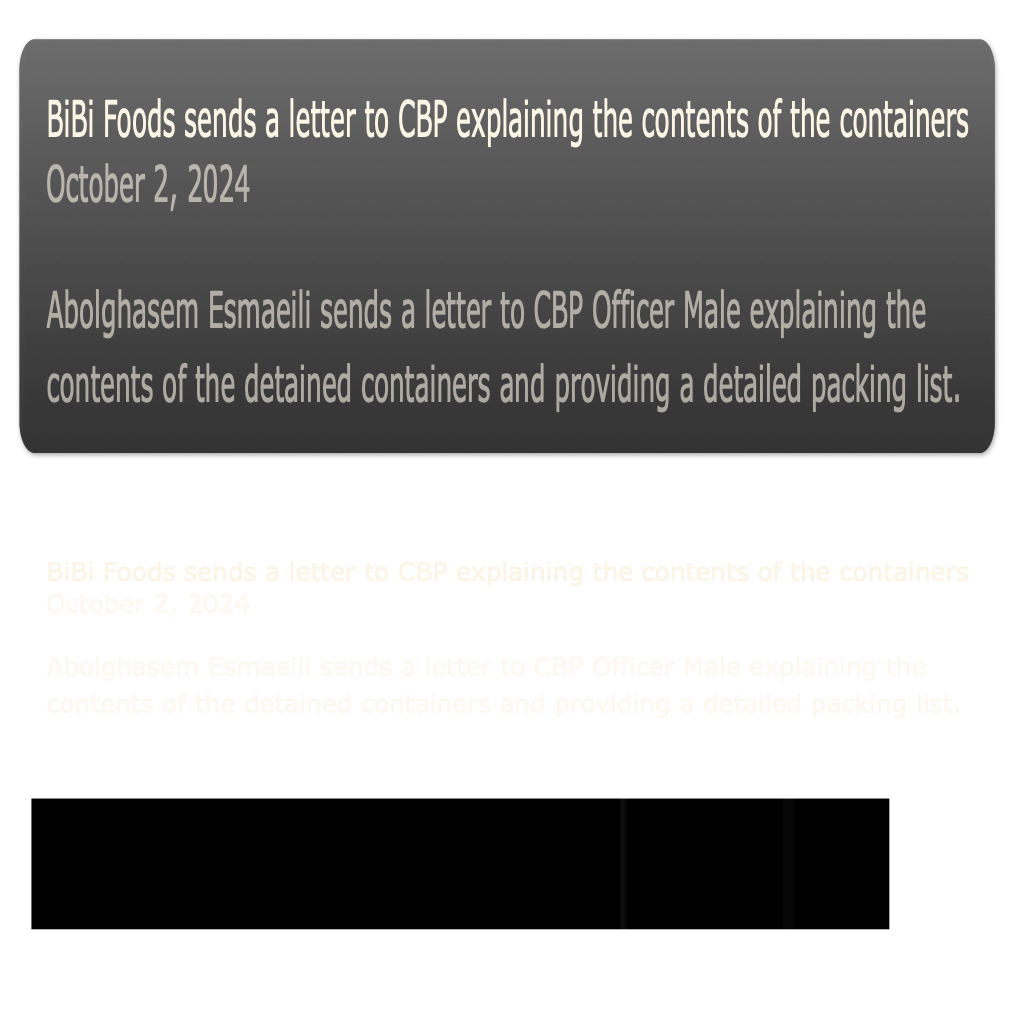 BiBi Foods sends a letter to CBP explaining the contents of the containers
October 2, 2024
Abolghasem Esmaeili sends a letter to CBP Officer Male explaining the
contents of the detained containers and providing a detailed packing list.
BiBi Foods sends a letter to CBP explaining the contents of the containers
October 2, 2024
Abolghasem Esmaeili sends a letter to CBP Officer Male explaining the
contents of the detained containers and providing a detailed packing list.